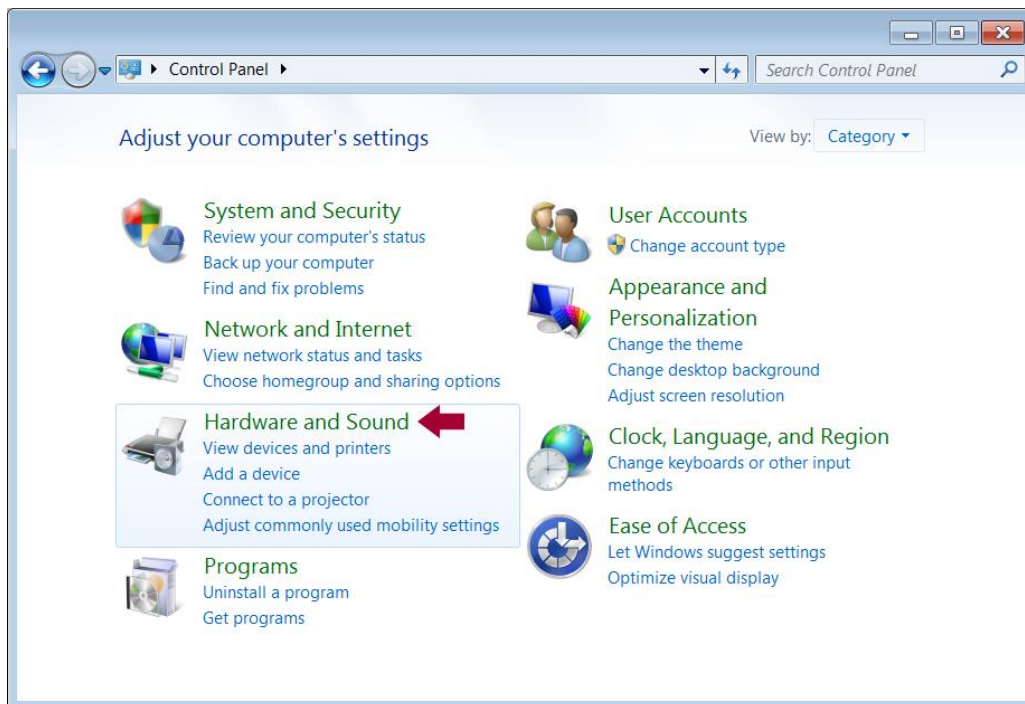 Control Panel
Search Control Panel
Adjust your computer's settings
View by: Category
System and Security
Review your computer's status
Back up your computer
Find and fix problems
Network and Internet
View network status and tasks
Choose homegroup and sharing options
Hardware and Sound
View devices and printers
Add a device
Connect to a projector
Adjust commonly used mobility settings
Programs
Uninstall a program
Get programs
User Accounts
Change account type
Appearance and
Personalization
Change the theme
Change desktop background
Adjust screen resolution
Clock, Language, and Region
Change keyboards or other input
methods
Ease of Access
Let Windows suggest settings
Optimize visual display